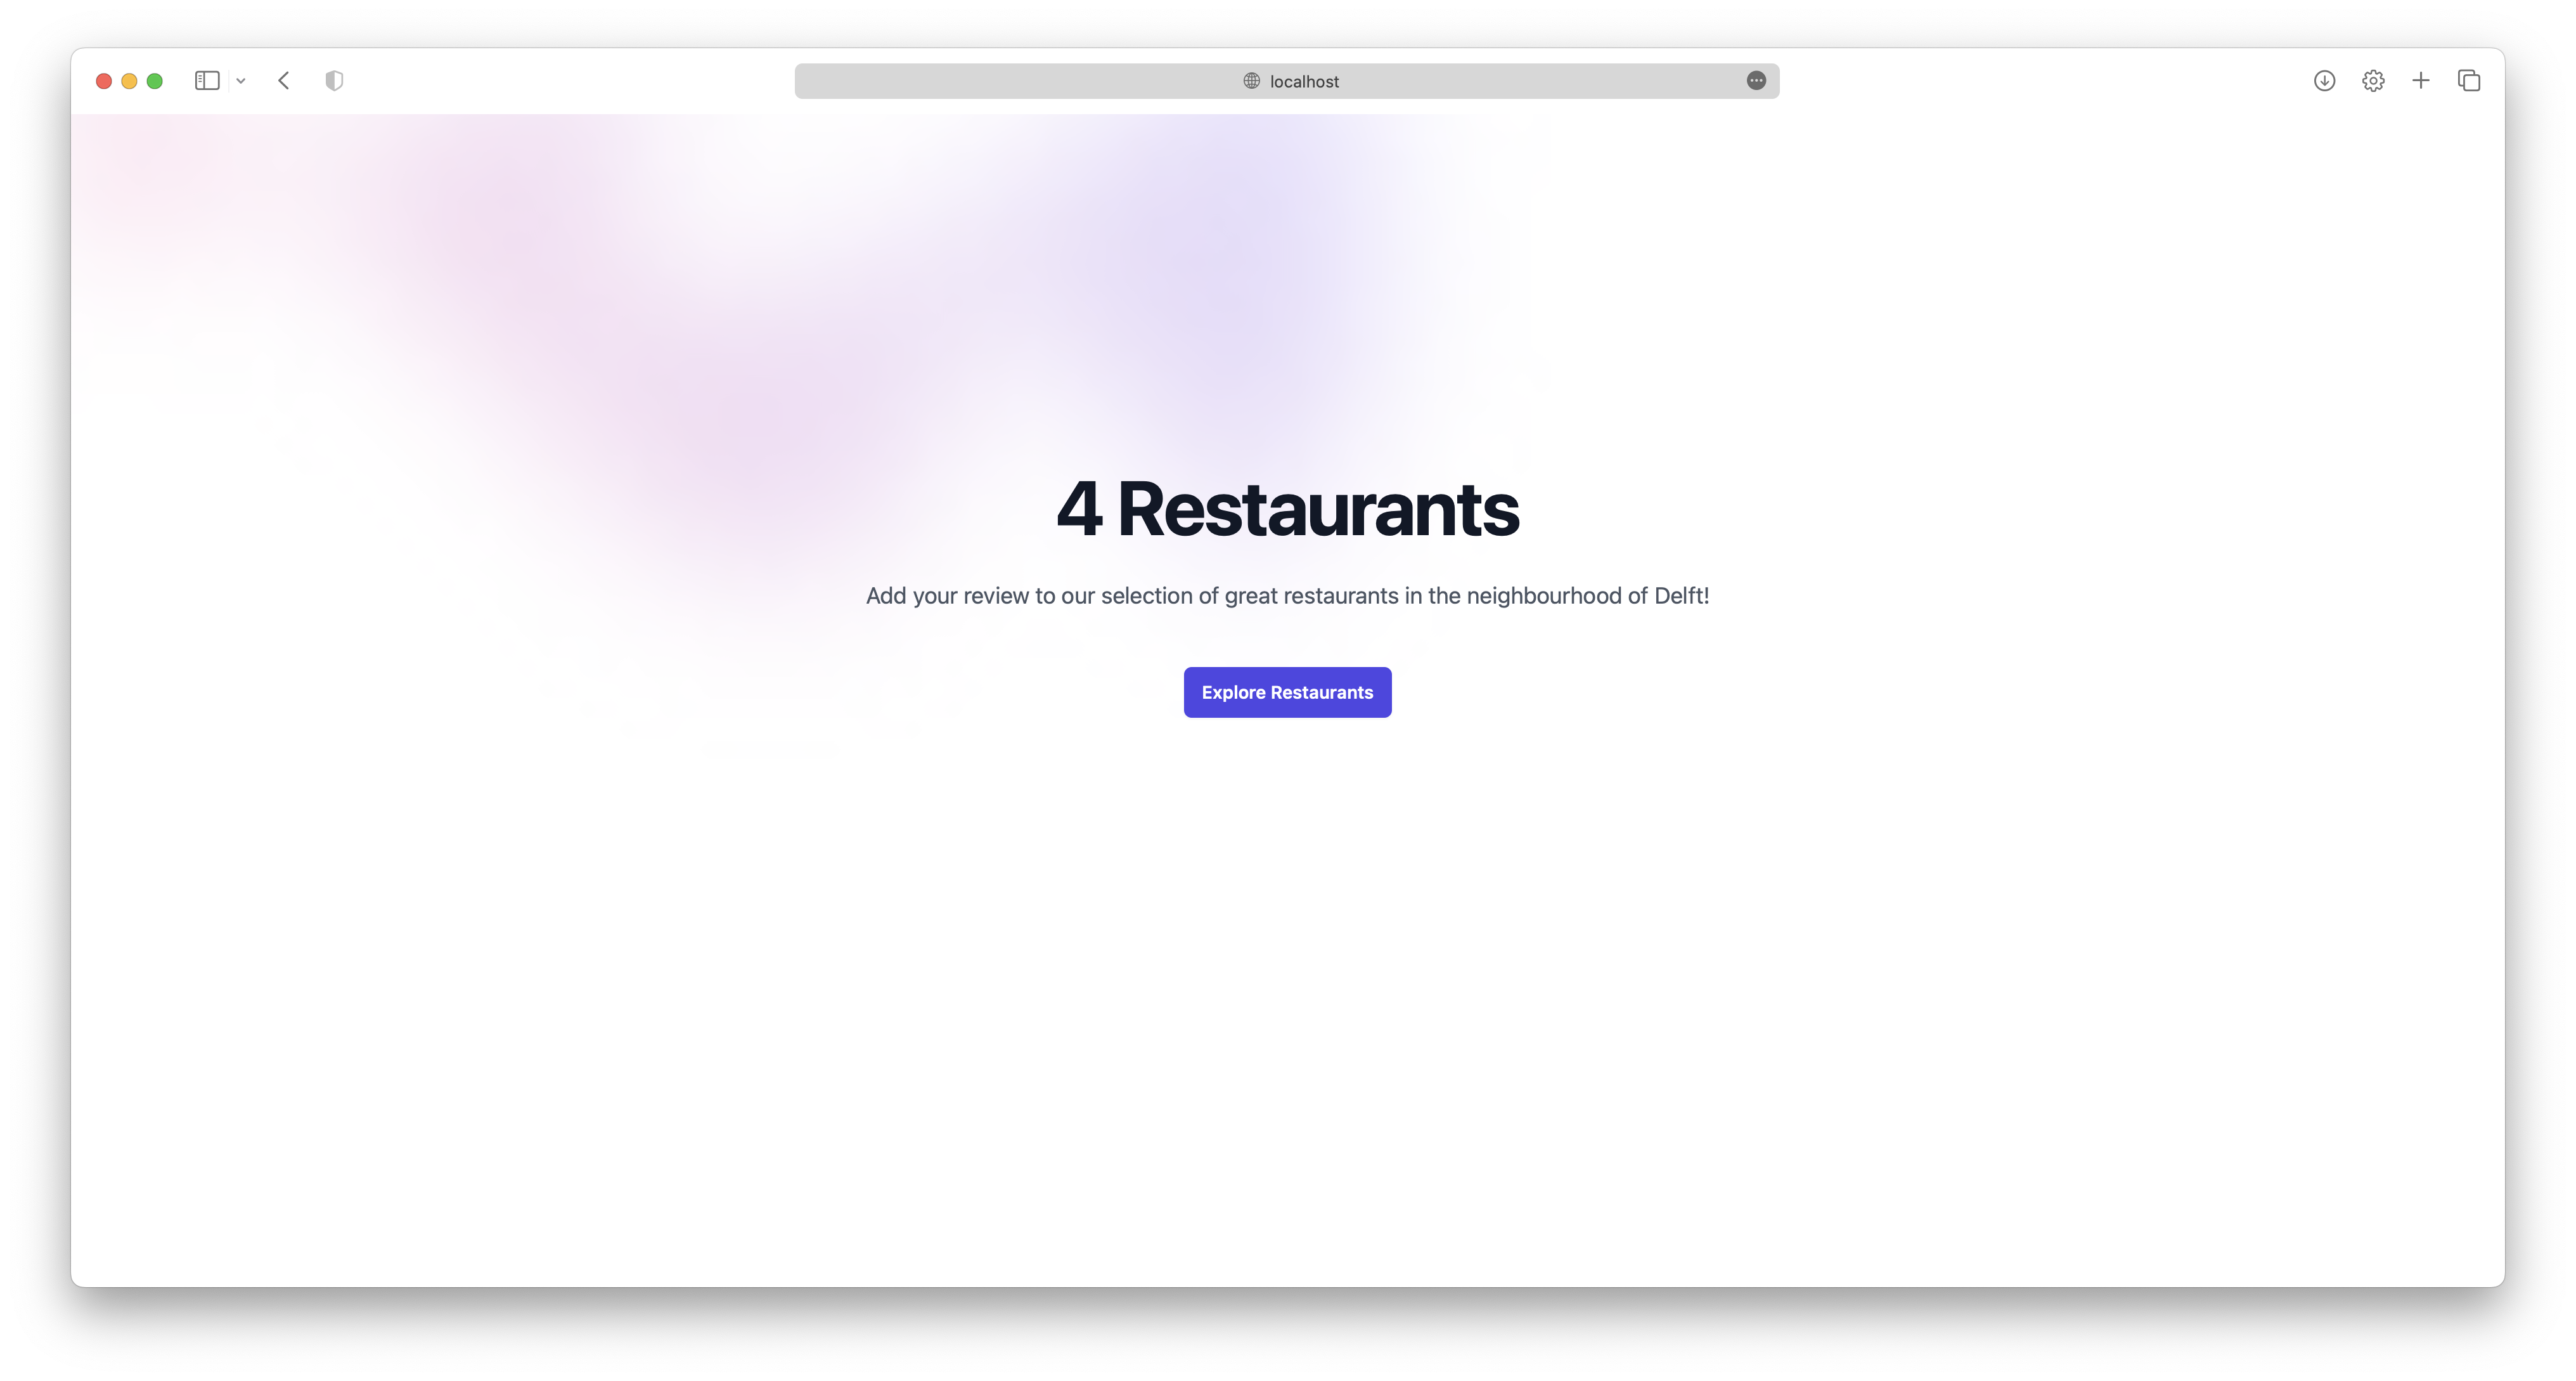 localhost
4 Restaurants
Add your review to our selection of great restaurants in the neighbourhood of Delft!
Explore Restaurants